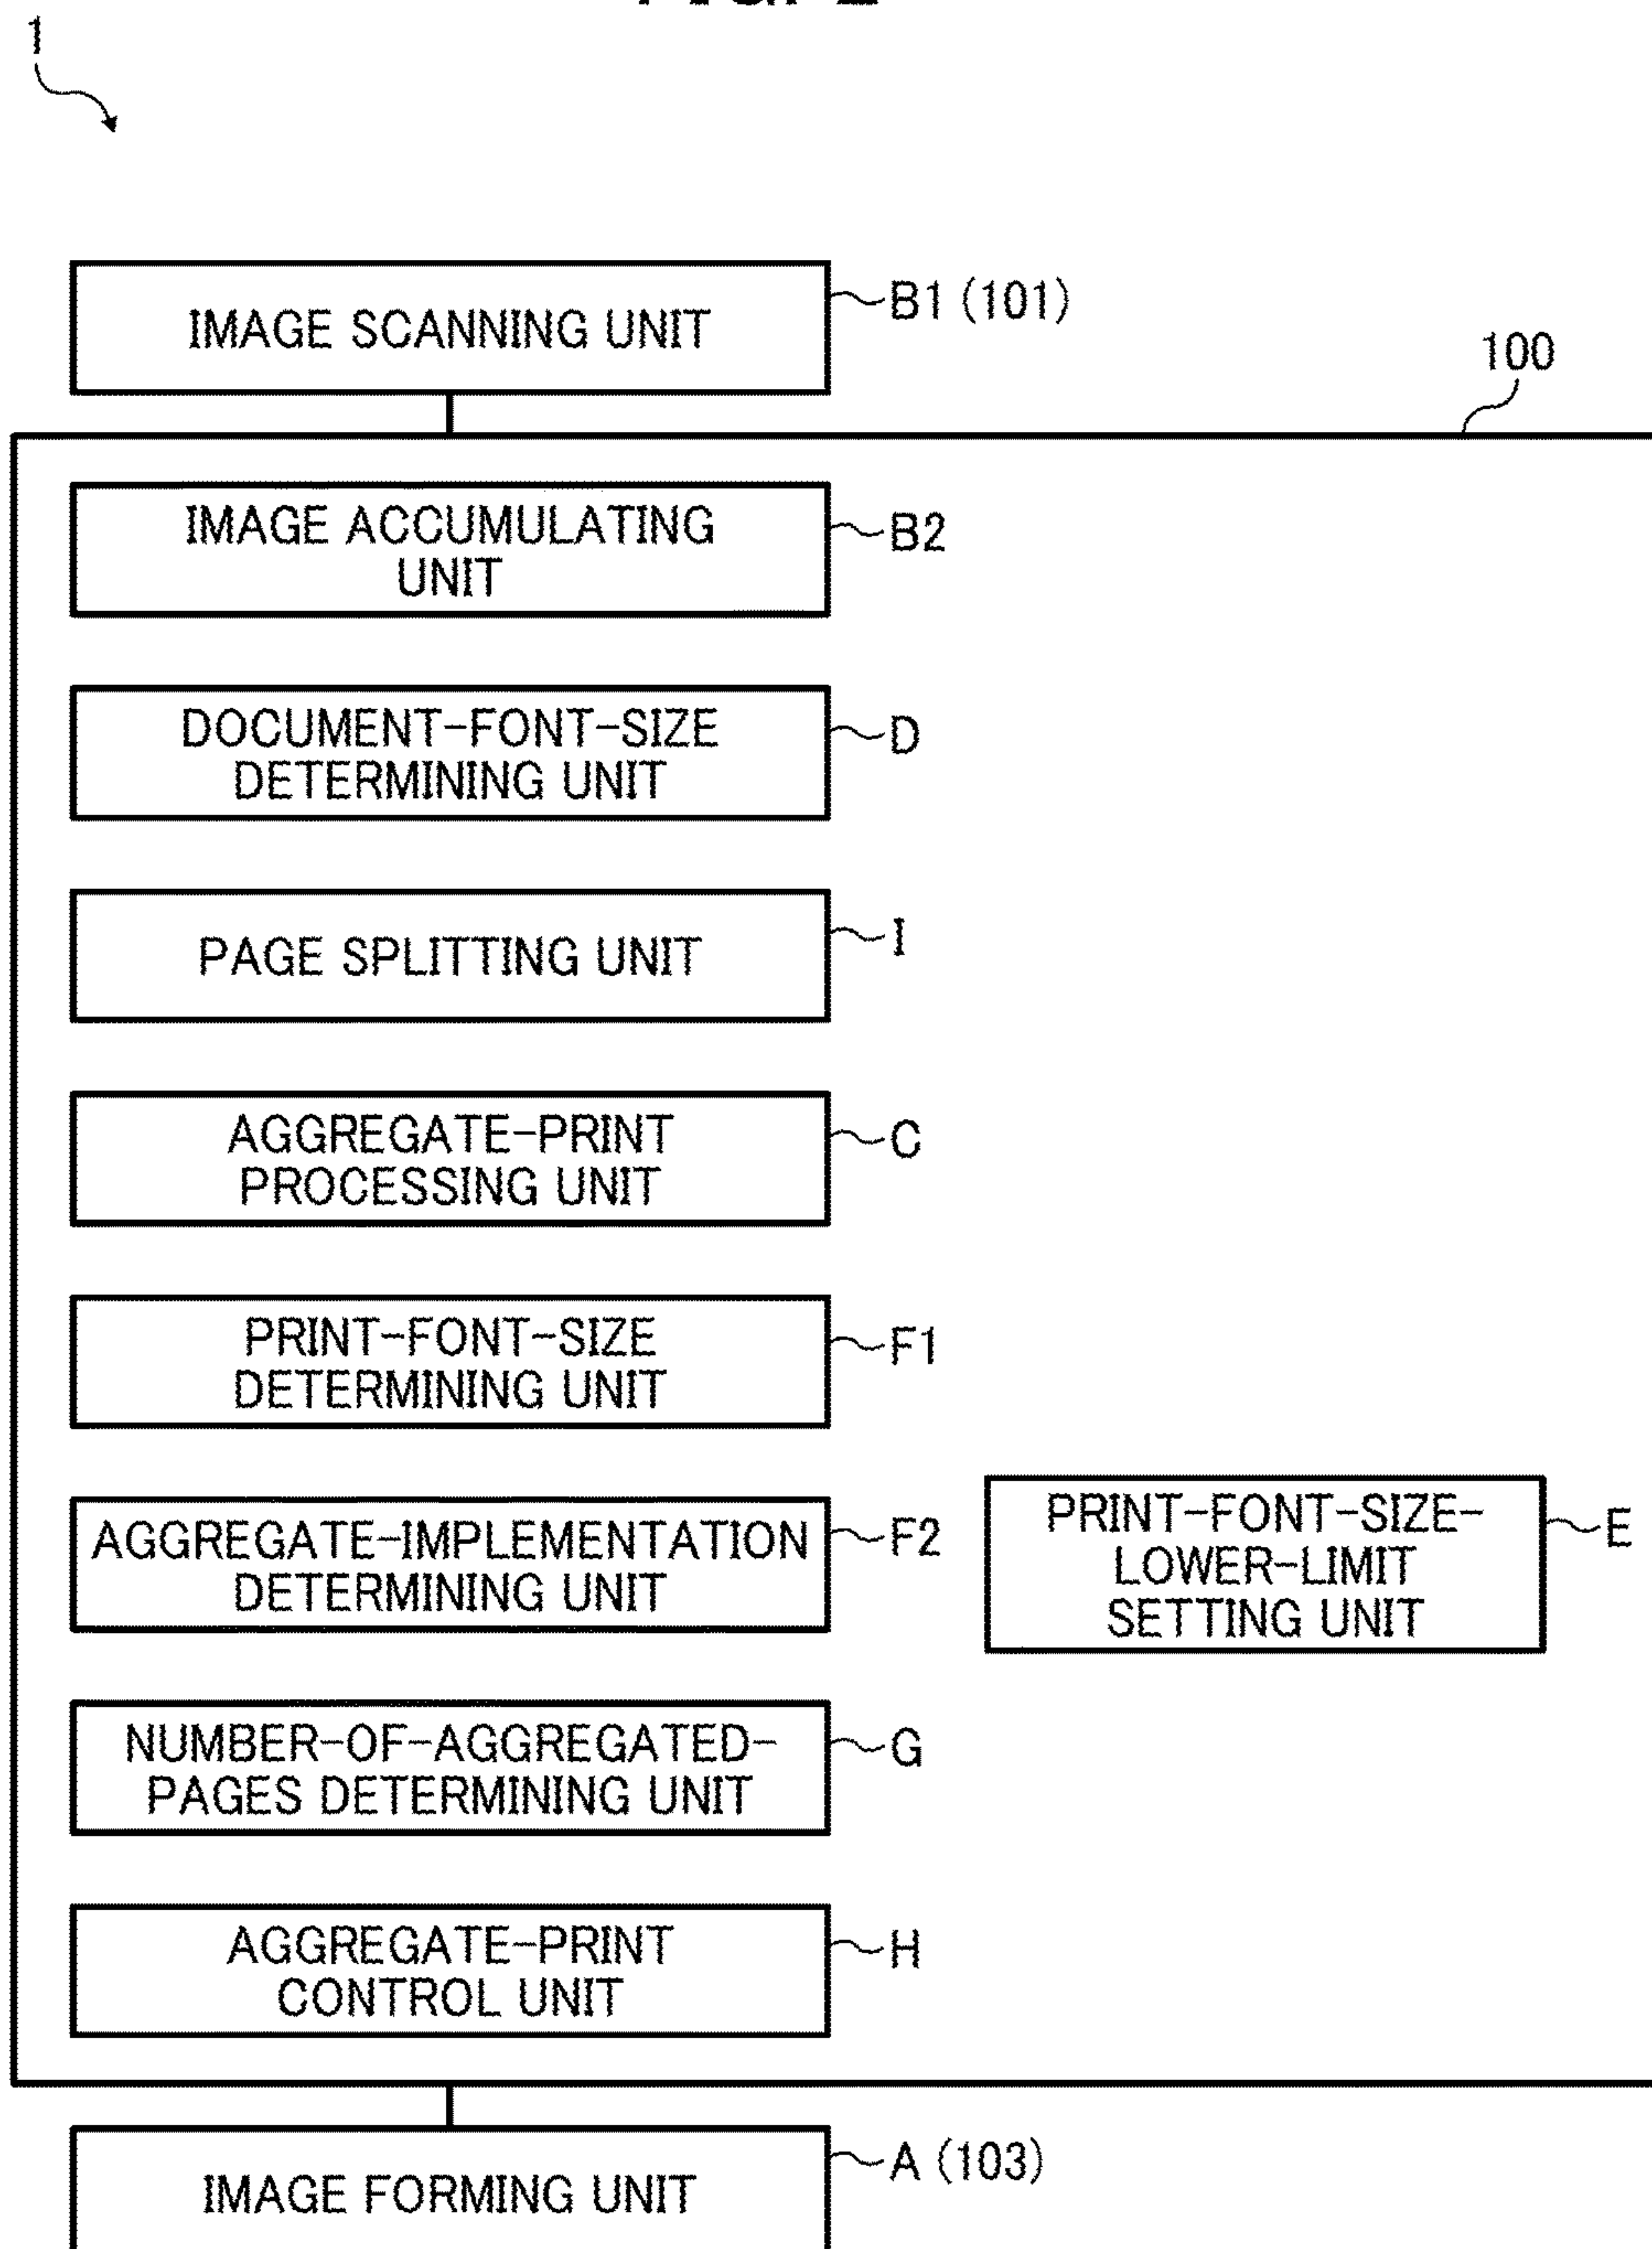 1
IMAGE SCANNING UNIT
B1 (101)
100
IMAGE ACCUMULATING
UNIT
B2
DOCUMENT-FONT-SIZE
DETERMINING UNIT
D
PAGE SPLITTING UNIT
I
AGGREGATE-PRINT
PROCESSING UNIT
C
PRINT-FONT-SIZE
DETERMINING UNIT
F1
AGGREGATE-IMPLEMENTATION
DETERMINING UNIT
F2
PRINT-FONT-SIZE-
LOWER-LIMIT
SETTING UNIT
E
NUMBER-OF-AGGREGATED-
PAGES DETERMINING UNIT
G
AGGREGATE-PRINT
CONTROL UNIT
H
IMAGE FORMING UNIT
A (103)